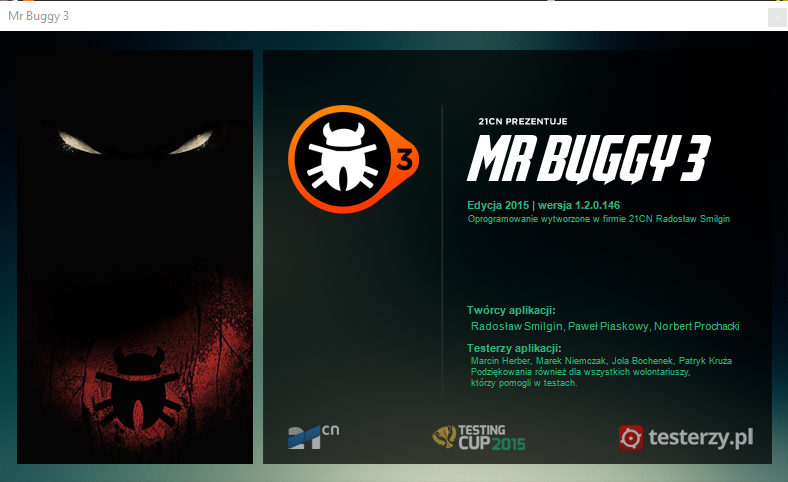 Mr Buggy 3
x
3
21CN PREZENTUJE
MR BUGGY 3
Edycja 2015 | wersja 1.2.0.146
Oprogramowanie wytworzone w firmie 21CN Radosław Smilgin
Twórcy aplikacji:
Radosław Smilgin, Paweł Piaskowy, Norbert Prochacki
Testerzy aplikacji:
Marcin Herber, Marek Niemczak, Jola Bochenek, Patryk Kruża
Podziękowania również dla wszystkich wolontariuszy,
którzy pomogli w testach.
21 cn
TESTING
CUP 2015
testerzy.pl